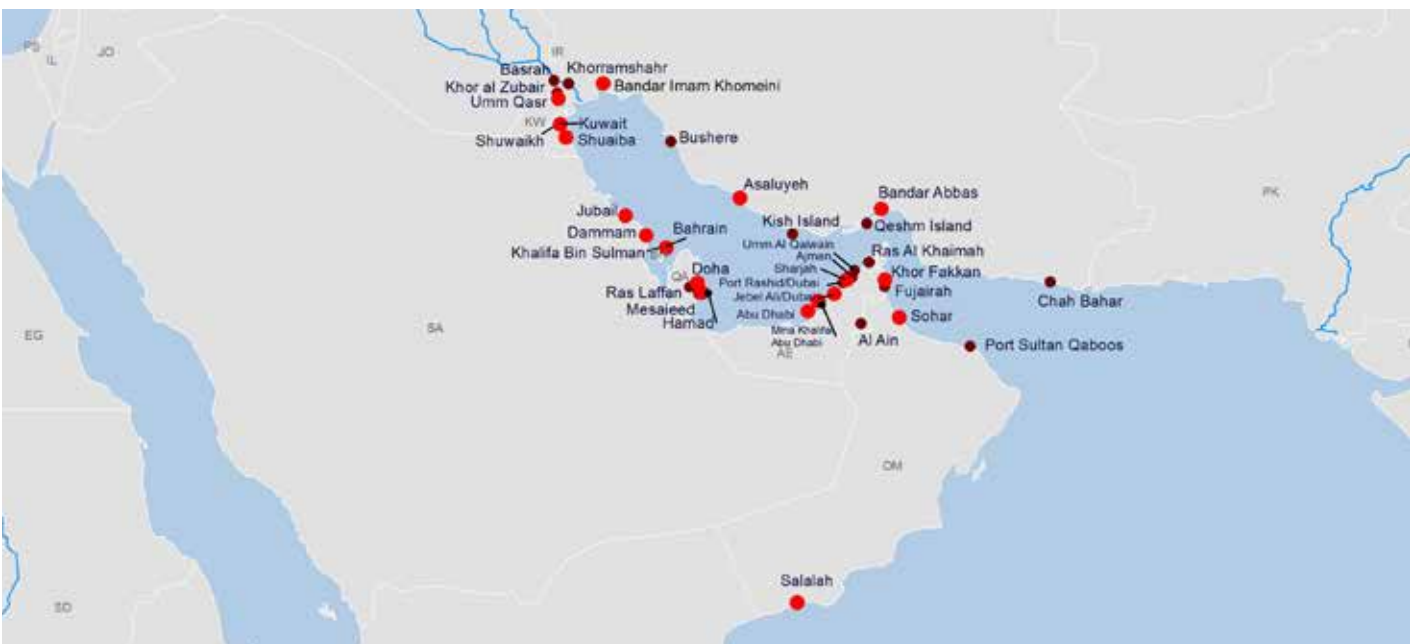 PS
IL
JO
IR
Basrah
Khorramshahr
Khor al Zubair
Bandar Imam Khomeini
Umm Qasr
KW
Kuwait
Shuwaikh
Shuaiba
Bushere
PK
Asaluyeh
Bandar Abbas
Jubail
Kish Island
Qeshm Island
Dammam
Bahrain
Khalifa Bin Sulman
Umm Al Qaiwain
Ras Al Khaimah
Ajman
Doha
Sharjah
Khor Fakkan
QA
Port Rashid/Dubai
Ras Laffan
Jebel Ali/Dubai
Fujairah
Chah Bahar
Mesaieed
Abu Dhabi
Sohar
Hamad
SA
EG
Mina Khalifa
Abu Dhabi
Al Ain
AE
Port Sultan Qaboos
OM
Salalah
SD